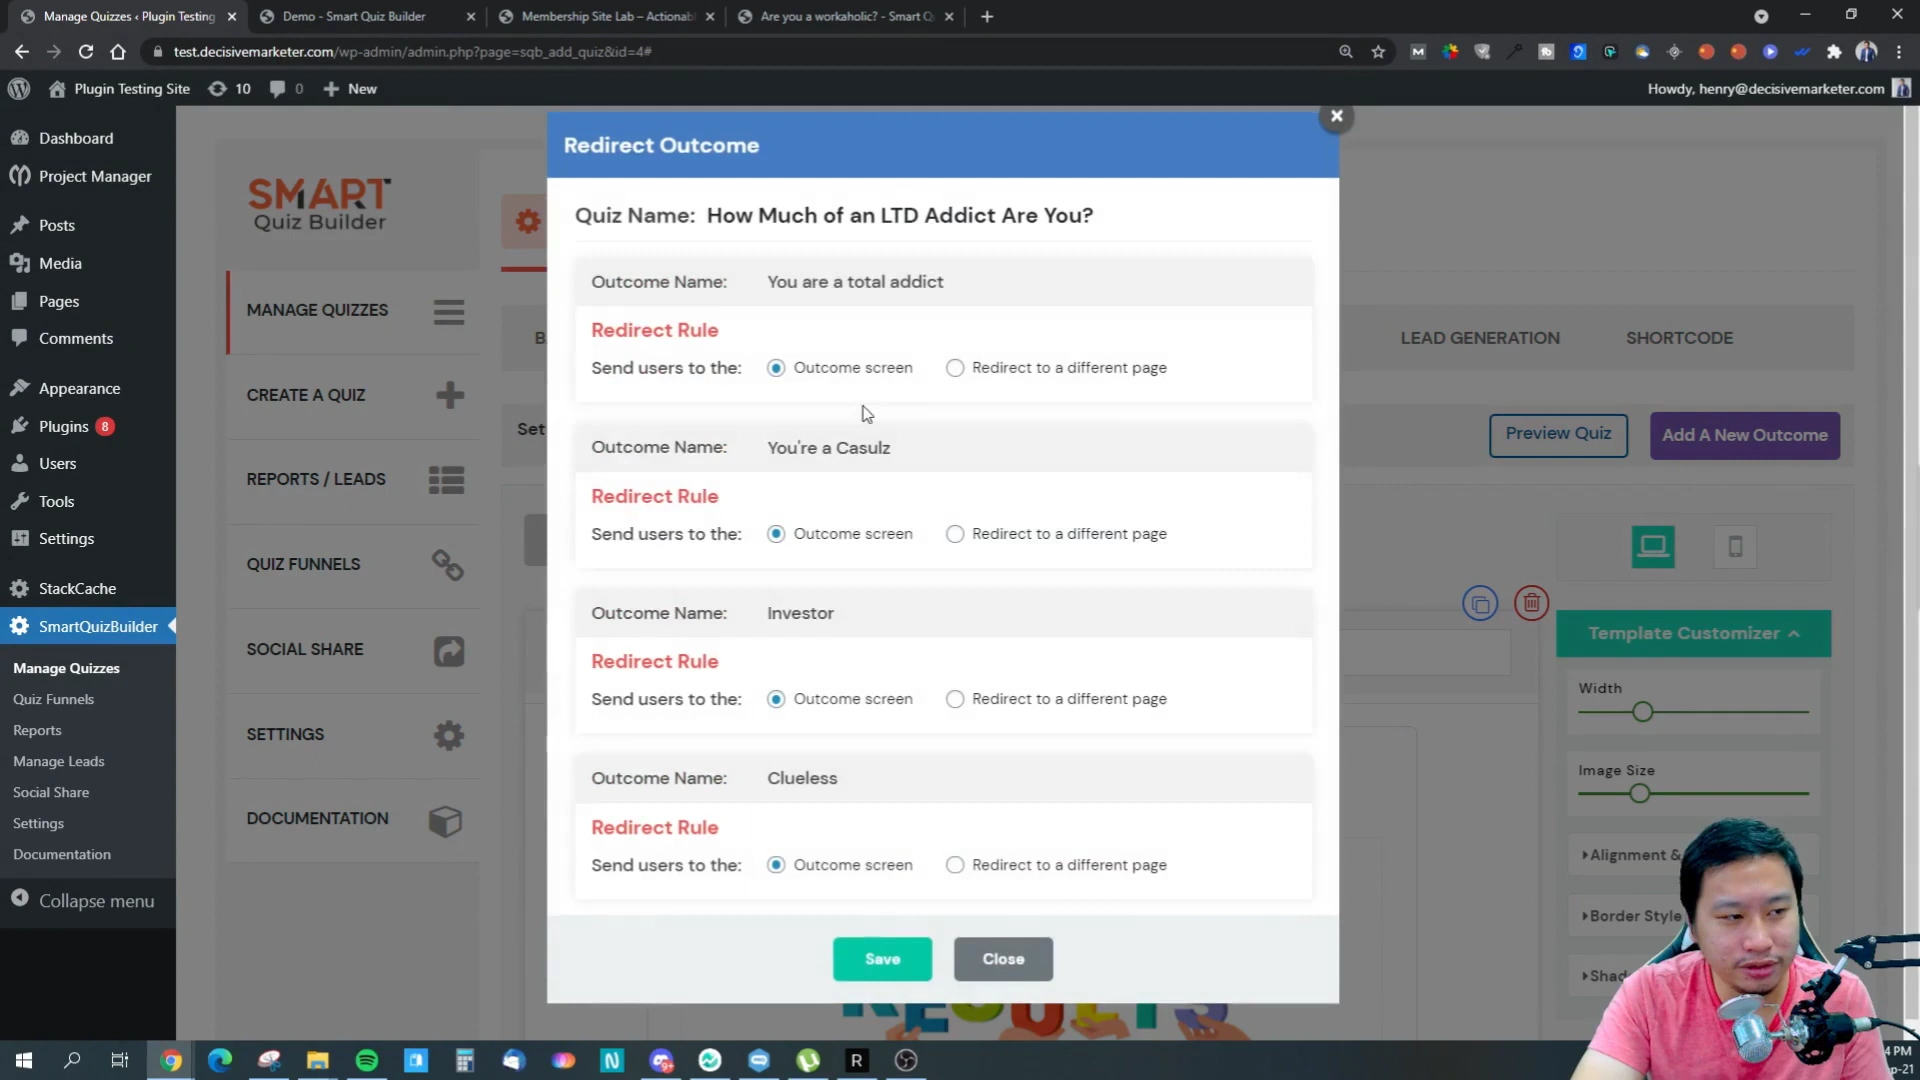 Manage Quizzes ‹ Plugin Testing
Demo - Smart Quiz Builder
Membership Site Lab – Actionab
Are you a workaholic? - Smart Q
test.decisivemarketer.com/wp-admin/admin.php?page=sqb_add_quiz&id=4#
Plugin Testing Site
10
0
New
Howdy, henry@decisivemarketer.com
Dashboard
Project Manager
Posts
Media
Pages
Comments
Appearance
Plugins 8
Users
Tools
Settings
StackCache
SmartQuizBuilder
Manage Quizzes
Quiz Funnels
Reports
Manage Leads
Social Share
Settings
Documentation
Collapse menu
SMART
Quiz Builder
MANAGE QUIZZES
CREATE A QUIZ
REPORTS / LEADS
QUIZ FUNNELS
SOCIAL SHARE
SETTINGS
DOCUMENTATION
B
Set
Redirect Outcome
Quiz Name: How Much of an LTD Addict Are You?
Outcome Name: You are a total addict
Redirect Rule
Send users to the: Outcome screen Redirect to a different page
Outcome Name: You're a Casulz
Redirect Rule
Send users to the: Outcome screen Redirect to a different page
Outcome Name: Investor
Redirect Rule
Send users to the: Outcome screen Redirect to a different page
Outcome Name: Clueless
Redirect Rule
Send users to the: Outcome screen Redirect to a different page
Save
Close
RESULTS
LEAD GENERATION
SHORTCODE
Preview Quiz
Add A New Outcome
Template Customizer
Width
Image Size
Alignment &
Border Style
Shad
4 PM
p-21